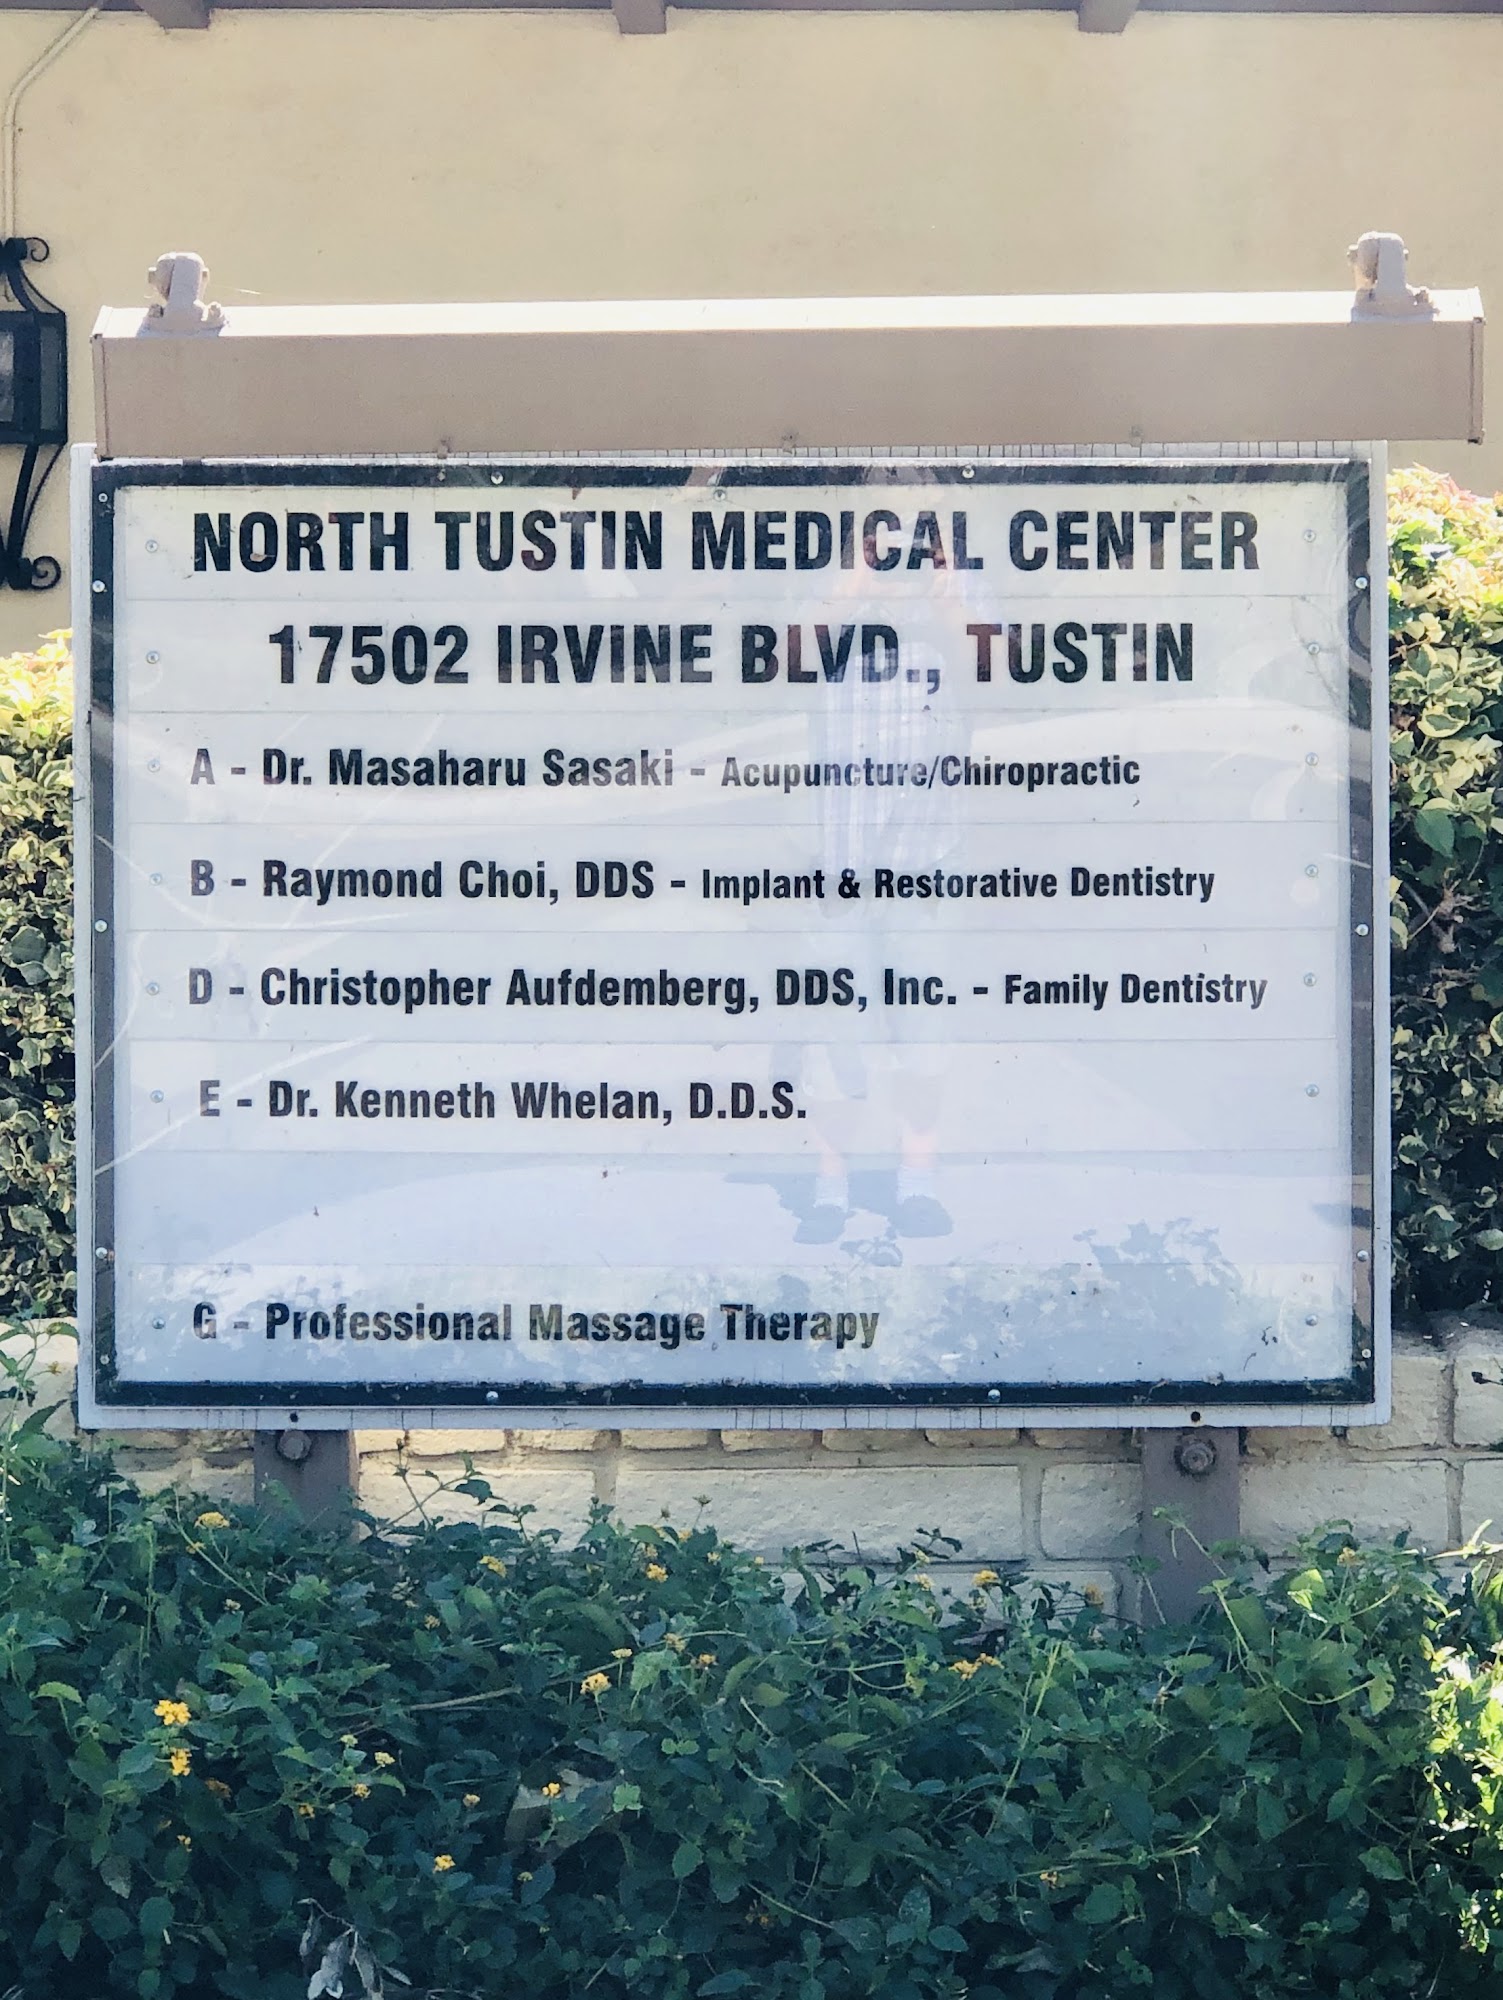 NORTH TUSTIN MEDICAL CENTER
17502 IRVINE BLVD., TUSTIN
A - Dr. Masaharu Sasaki - Acupuncture/Chiropractic
B - Raymond Choi, DDS - Implant & Restorative Dentistry
D - Christopher Aufdemberg, DDS, Inc. - Family Dentistry
E - Dr. Kenneth Whelan, D.D.S.
G - Professional Massage Therapy